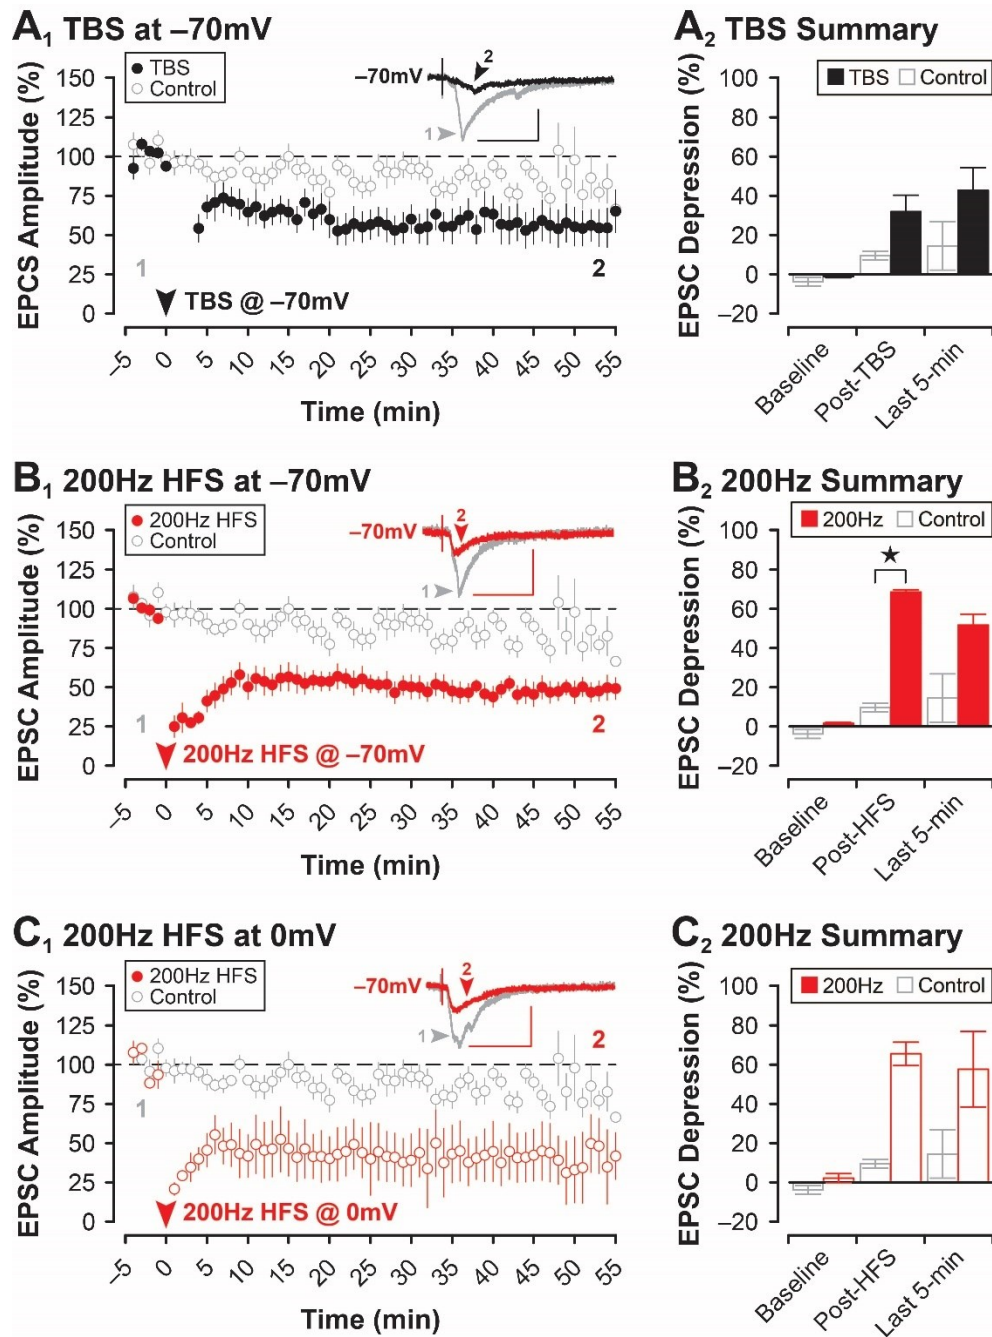 A₁ TBS at –70mV
EPCS Amplitude (%)
150
125
100
75
50
25
0
TBS
Control
–70mV
2
1
1
2
TBS @ –70mV
–5 0 5 10 15 20 25 30 35 40 45 50 55
Time (min)
A₂ TBS Summary
EPSC Depression (%)
100
80
60
40
20
0
–20
TBS Control
Baseline
Post-TBS
Last 5-min
B₁ 200Hz HFS at –70mV
EPSC Amplitude (%)
150
125
100
75
50
25
0
200Hz HFS
Control
–70mV
2
1
1
2
200Hz HFS @ –70mV
–5 0 5 10 15 20 25 30 35 40 45 50 55
Time (min)
B₂ 200Hz Summary
EPSC Depression (%)
100
80
60
40
20
0
–20
200Hz Control
Baseline
Post-HFS
Last 5-min
C₁ 200Hz HFS at 0mV
EPSC Amplitude (%)
150
125
100
75
50
25
0
200Hz HFS
Control
–70mV
2
1
2
1
200Hz HFS @ 0mV
–5 0 5 10 15 20 25 30 35 40 45 50 55
Time (min)
C₂ 200Hz Summary
EPSC Depression (%)
100
80
60
40
20
0
–20
200Hz Control
Baseline
Post-HFS
Last 5-min